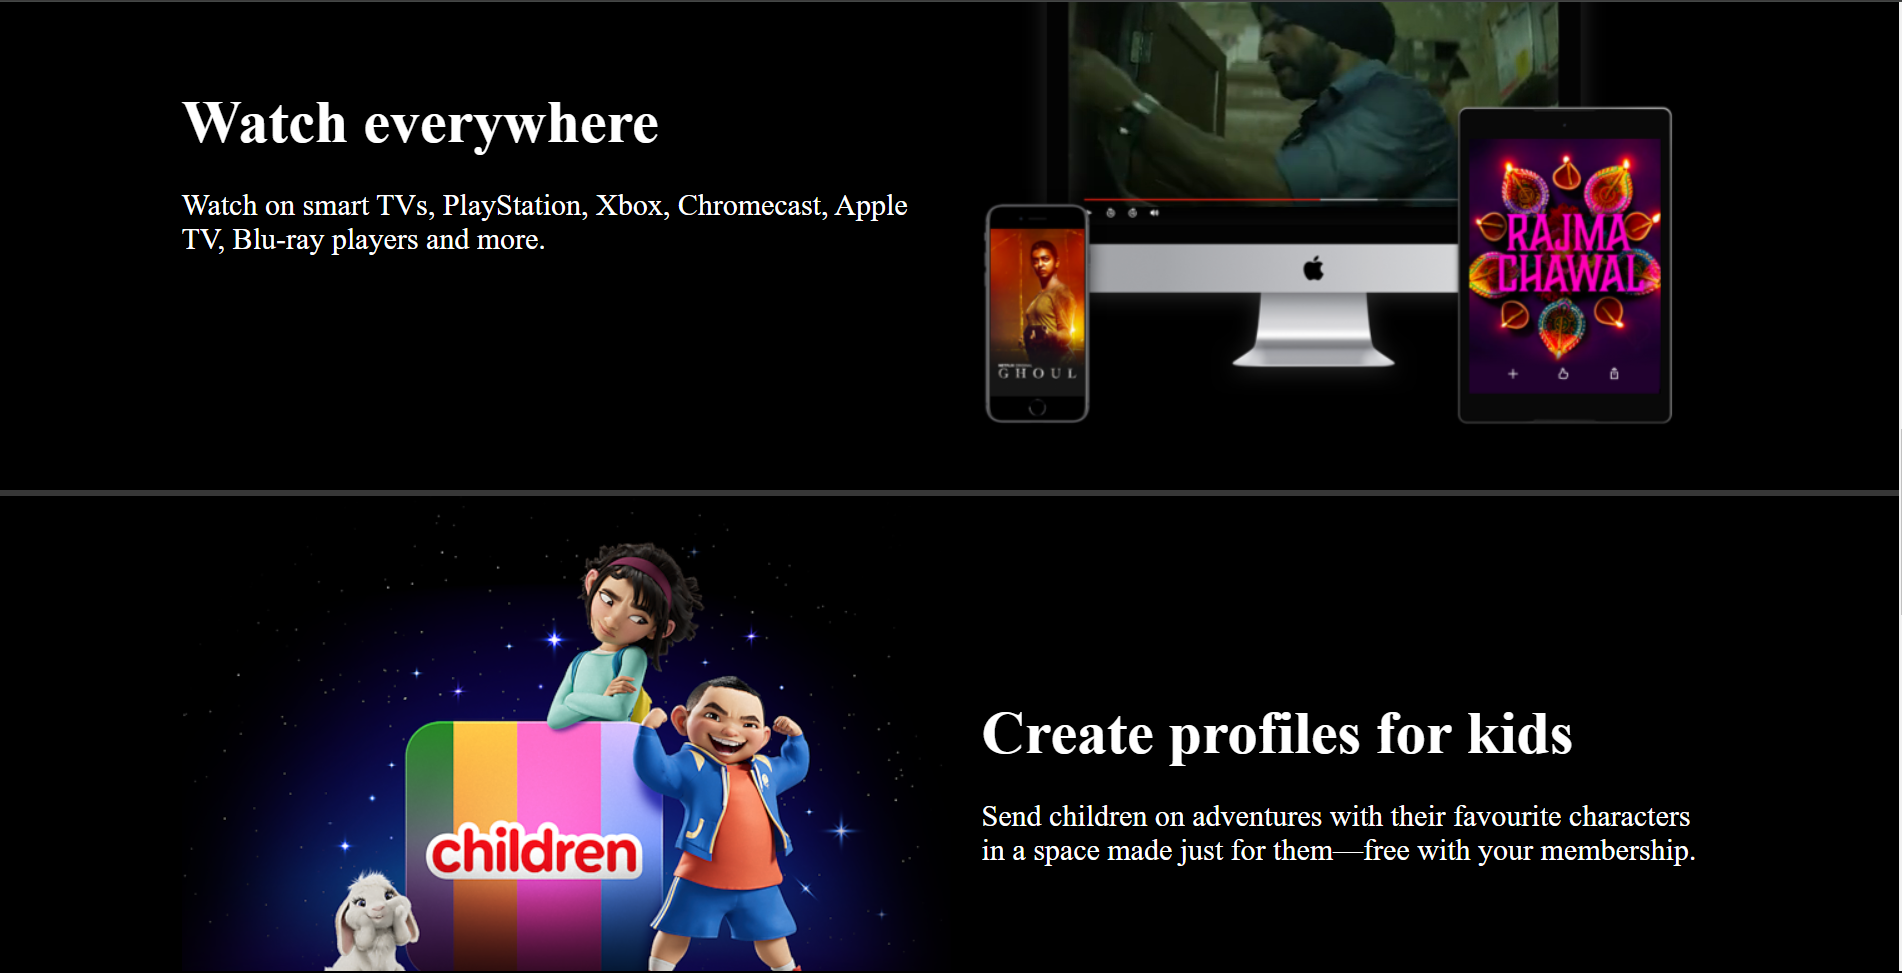 Watch everywhere
Watch on smart TVs, PlayStation, Xbox, Chromecast, Apple
TV, Blu-ray players and more.
GHOUL
RAJMA
CHAWAL
children
Create profiles for kids
Send children on adventures with their favourite characters
in a space made just for them—free with your membership.